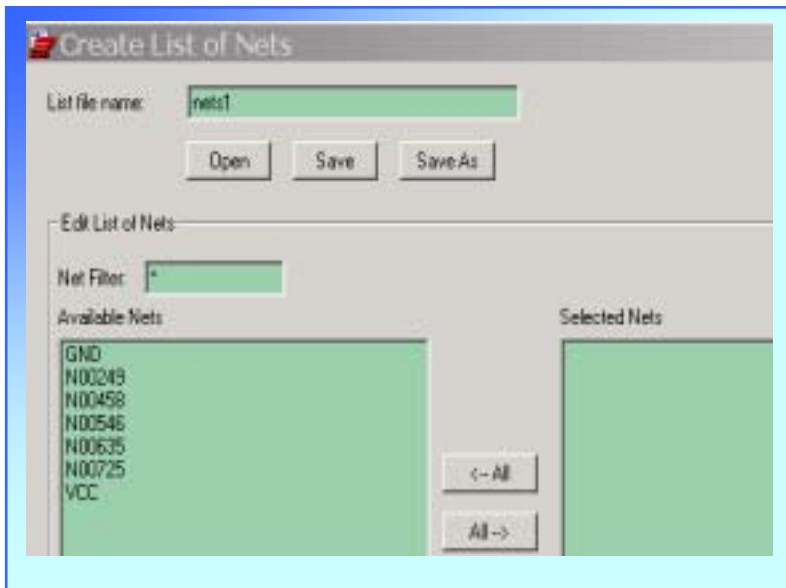 Create List of Nets
List file name: nets1
Open Save Save As
Edit List of Nets
Net Filter: *
Available Nets Selected Nets
GND
N00249
N00458
N00546
N00635
N00725
VCC
<-- All
All -->